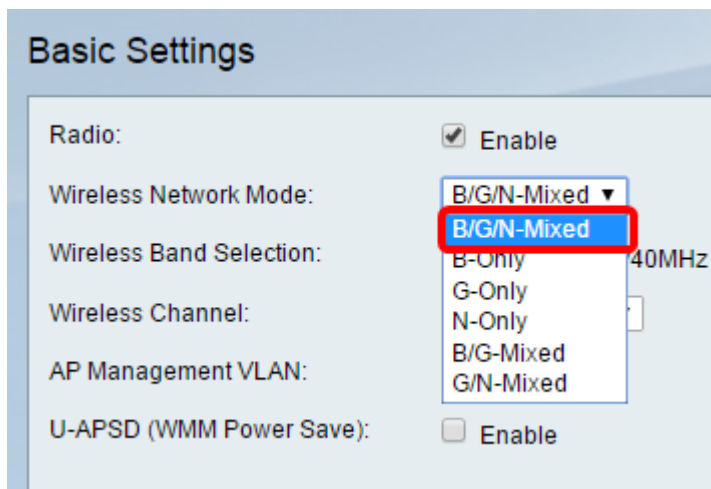 Basic Settings
Radio: Enable
Wireless Network Mode: B/G/N-Mixed
B/G/N-Mixed
Wireless Band Selection: B-Only 40MHz
G-Only
Wireless Channel: N-Only
B/G-Mixed
AP Management VLAN: G/N-Mixed
U-APSD (WMM Power Save): Enable